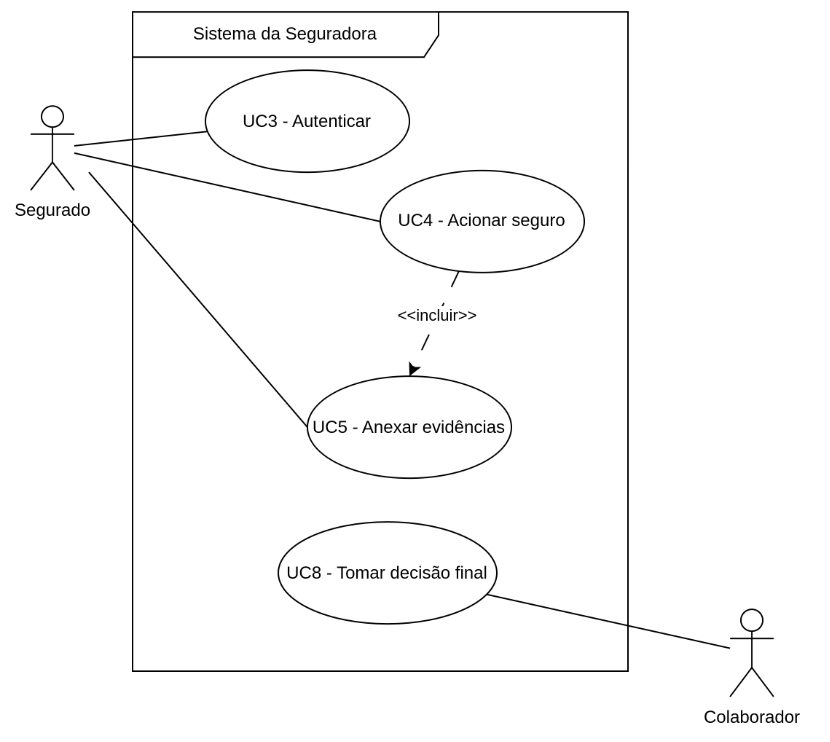 Sistema da Seguradora
UC3 - Autenticar
Segurado
UC4 - Acionar seguro
<<incluir>>
UC5 - Anexar evidências
UC8 - Tomar decisão final
Colaborador